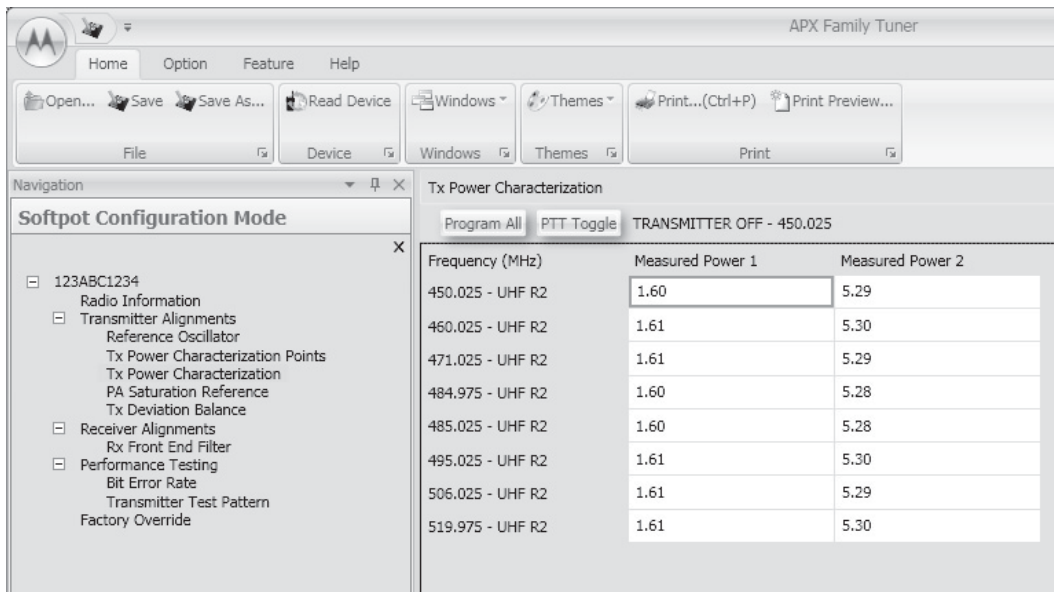 APX Family Tuner
Home Option Feature Help
Open... Save Save As... Read Device Windows Themes Print...(Ctrl+P) Print Preview...
File Device Windows Themes Print
Navigation
Softpot Configuration Mode
X
123ABC1234
Radio Information
Transmitter Alignments
Reference Oscillator
Tx Power Characterization Points
Tx Power Characterization
PA Saturation Reference
Tx Deviation Balance
Receiver Alignments
Rx Front End Filter
Performance Testing
Bit Error Rate
Transmitter Test Pattern
Factory Override
Tx Power Characterization
Program All PTT Toggle TRANSMITTER OFF - 450.025
Frequency (MHz) Measured Power 1 Measured Power 2
450.025 - UHF R2 1.60 5.29
460.025 - UHF R2 1.61 5.30
471.025 - UHF R2 1.61 5.29
484.975 - UHF R2 1.60 5.28
485.025 - UHF R2 1.60 5.28
495.025 - UHF R2 1.61 5.30
506.025 - UHF R2 1.61 5.29
519.975 - UHF R2 1.61 5.30